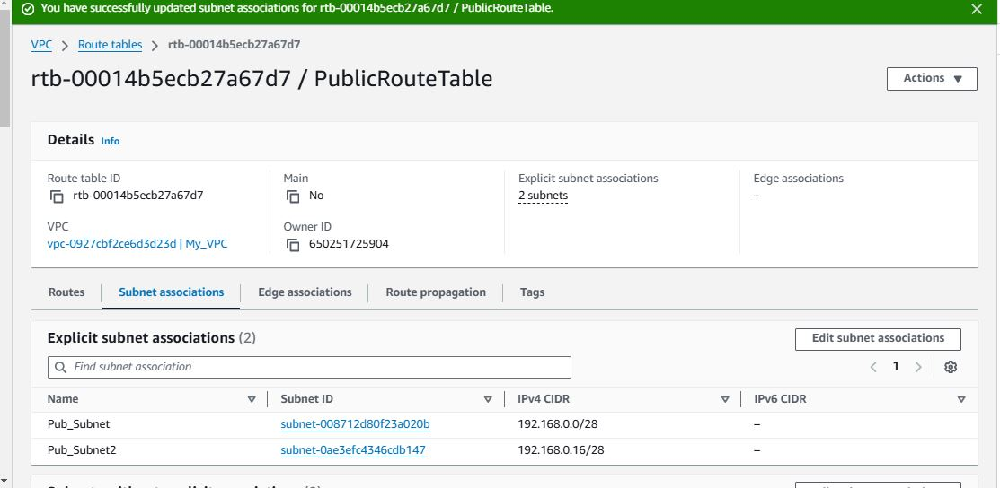 You have successfully updated subnet associations for rtb-00014b5ecb27a67d7 / PublicRouteTable.
VPC > Route tables > rtb-00014b5ecb27a67d7
rtb-00014b5ecb27a67d7 / PublicRouteTable
Actions
Details Info
Route table ID
rtb-00014b5ecb27a67d7
Main
No
Explicit subnet associations
2 subnets
Edge associations
–
VPC
vpc-0927cbf2ce6d3d23d | My_VPC
Owner ID
650251725904
Routes Subnet associations Edge associations Route propagation Tags
Explicit subnet associations (2)
Edit subnet associations
Find subnet association
1
Name Subnet ID IPv4 CIDR IPv6 CIDR
Pub_Subnet subnet-008712d80f23a020b 192.168.0.0/28 –
Pub_Subnet2 subnet-0ae3efc4346cdb147 192.168.0.16/28 –